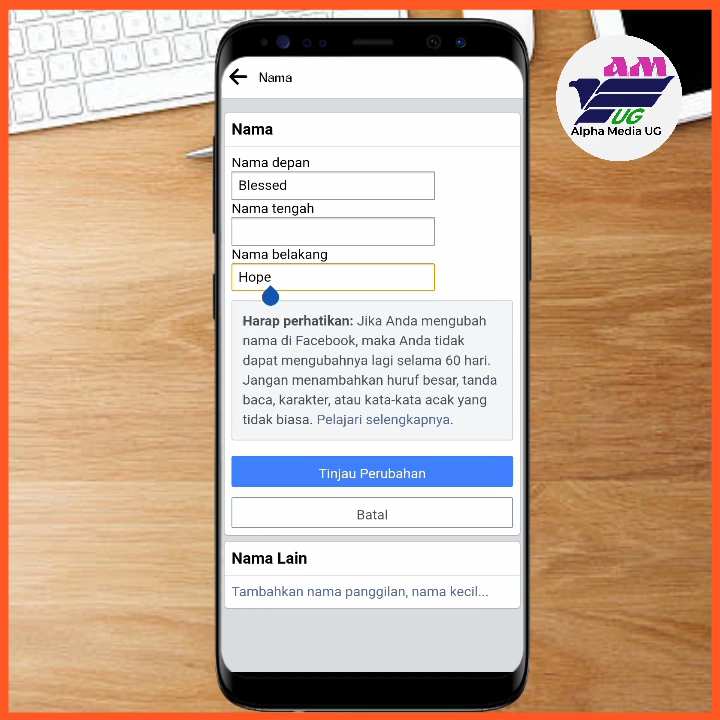 Nama
Nama
Nama depan
Blessed
Nama tengah
Nama belakang
Hope
Harap perhatikan: Jika Anda mengubah
nama di Facebook, maka Anda tidak
dapat mengubahnya lagi selama 60 hari.
Jangan menambahkan huruf besar, tanda
baca, karakter, atau kata-kata acak yang
tidak biasa. Pelajari selengkapnya.
Tinjau Perubahan
Batal
Nama Lain
Tambahkan nama panggilan, nama kecil...
AM
UG
Alpha Media UG